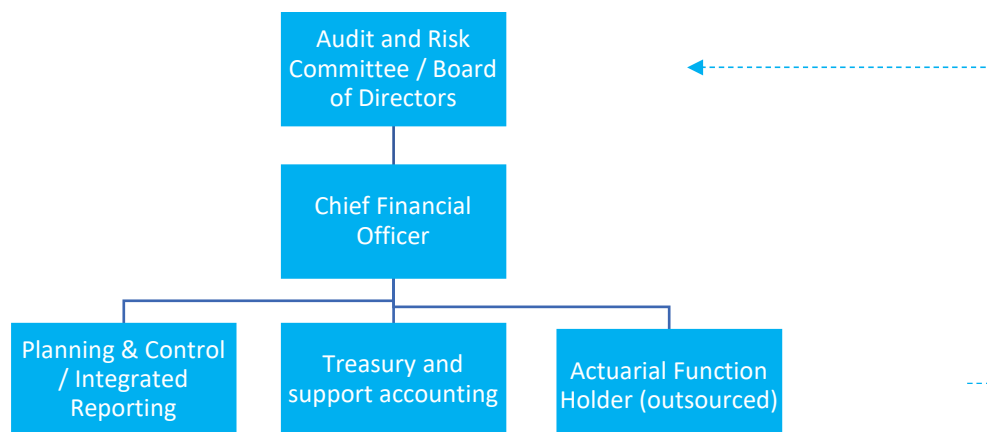 Audit and Risk
Committee / Board
of Directors
Chief Financial
Officer
Planning & Control
/ Integrated
Reporting
Treasury and
support accounting
Actuarial Function
Holder (outsourced)